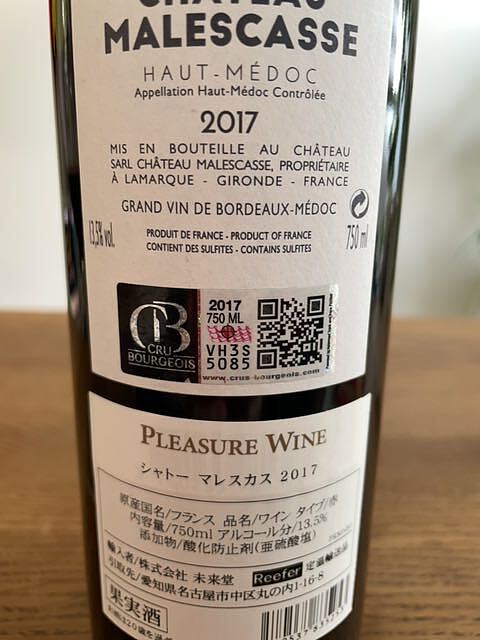 CHÂTEAU
MALESCASSE
HAUT-MÉDOC
Appellation Haut-Médoc Contrôlée
2017
MIS EN BOUTEILLE AU CHÂTEAU
SARL CHÂTEAU MALESCASSE, PROPRIÉTAIRE
À LAMARQUE - GIRONDE - FRANCE
GRAND VIN DE BORDEAUX-MÉDOC
13,5% vol.
PRODUIT DE FRANCE - PRODUCT OF FRANCE
CONTIENT DES SULFITES - CONTAINS SULFITES
750 ml
CB
CRU
BOURGEOIS
2017
750 ML
VH3S
5085
www.crus-bourgeois.com
PLEASURE WINE
シャトー マレスカス 2017
原産国名/フランス 品名/ワイン タイプ/赤
内容量/750ml アルコール分/13.5%
添加物/酸化防止剤(亜硫酸塩)
輸入者/株式会社 未来堂 Reefer 定温輸送品
引取先/愛知県名古屋市中区丸の内1-16-8
果実酒